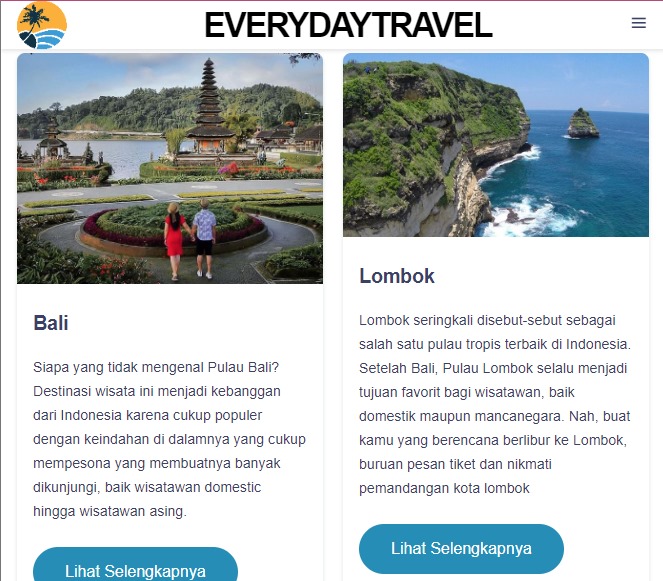 EVERYDAYTRAVEL
Bali
Siapa yang tidak mengenal Pulau Bali?
Destinasi wisata ini menjadi kebanggan
dari Indonesia karena cukup populer
dengan keindahan di dalamnya yang cukup
mempesona yang membuatnya banyak
dikunjungi, baik wisatawan domestic
hingga wisatawan asing.
Lihat Selengkapnya
Lombok
Lombok seringkali disebut-sebut sebagai
salah satu pulau tropis terbaik di Indonesia.
Setelah Bali, Pulau Lombok selalu menjadi
tujuan favorit bagi wisatawan, baik
domestik maupun mancanegara. Nah, buat
kamu yang berencana berlibur ke Lombok,
buruan pesan tiket dan nikmati
pemandangan kota lombok
Lihat Selengkapnya